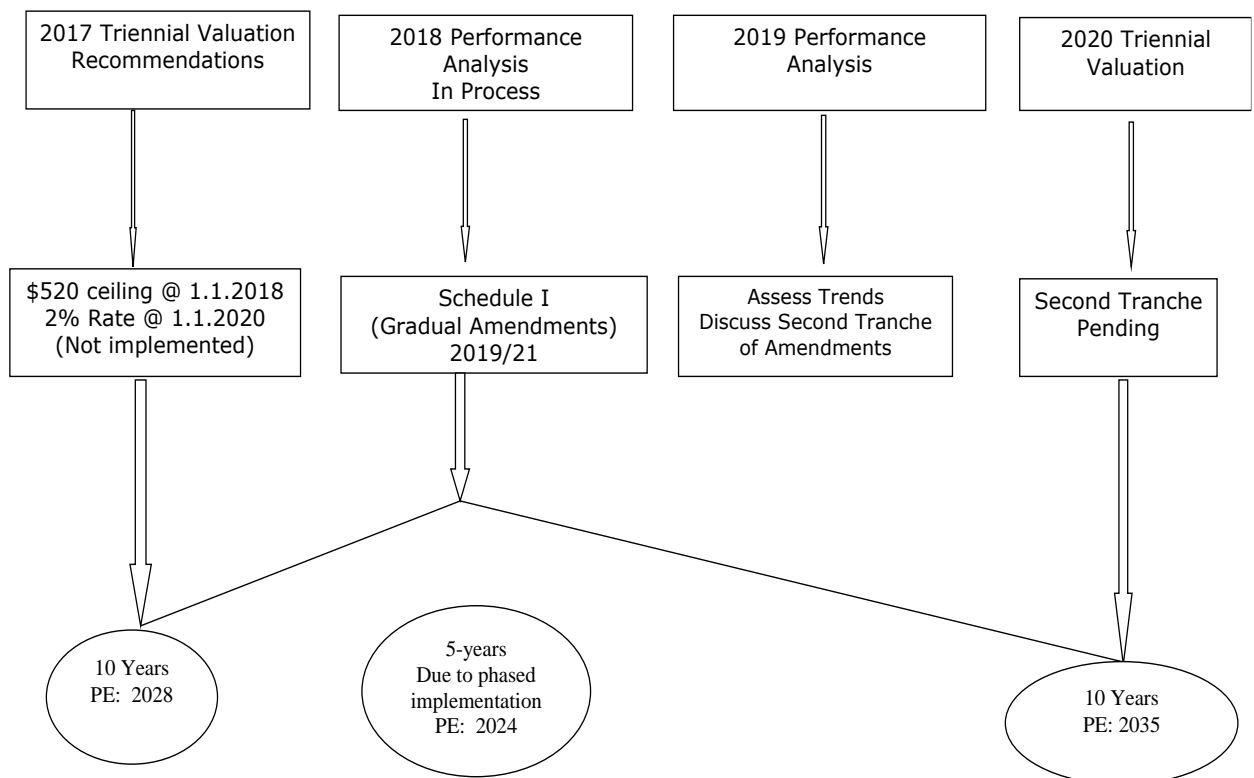 2017 Triennial Valuation
Recommendations
2018 Performance
Analysis
In Process
2019 Performance
Analysis
2020 Triennial
Valuation
$520 ceiling @ 1.1.2018
2% Rate @ 1.1.2020
(Not implemented)
Schedule I
(Gradual Amendments)
2019/21
Assess Trends
Discuss Second Tranche
of Amendments
Second Tranche
Pending
10 Years
PE: 2028
5-years
Due to phased
implementation
PE: 2024
10 Years
PE: 2035